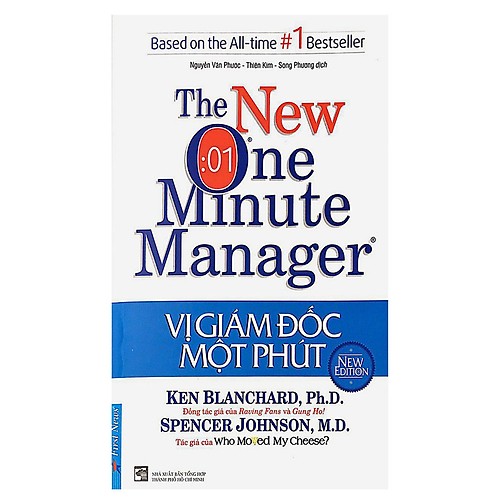 Based on the All-time #1 Bestseller
Nguyễn Văn Phước - Thiên Kim - Song Phương dịch
The New
:01
One
Minute
Manager®
VỊ GIÁM ĐỐC
MỘT PHÚT
NEW
EDITION
KEN BLANCHARD, Ph.D.
Đồng tác giả của Raving Fans và Gung Ho!
SPENCER JOHNSON, M.D.
Tác giả của Who Moved My Cheese?
First News
NHÀ XUẤT BẢN TỔNG HỢP
THÀNH PHỐ HỒ CHÍ MINH